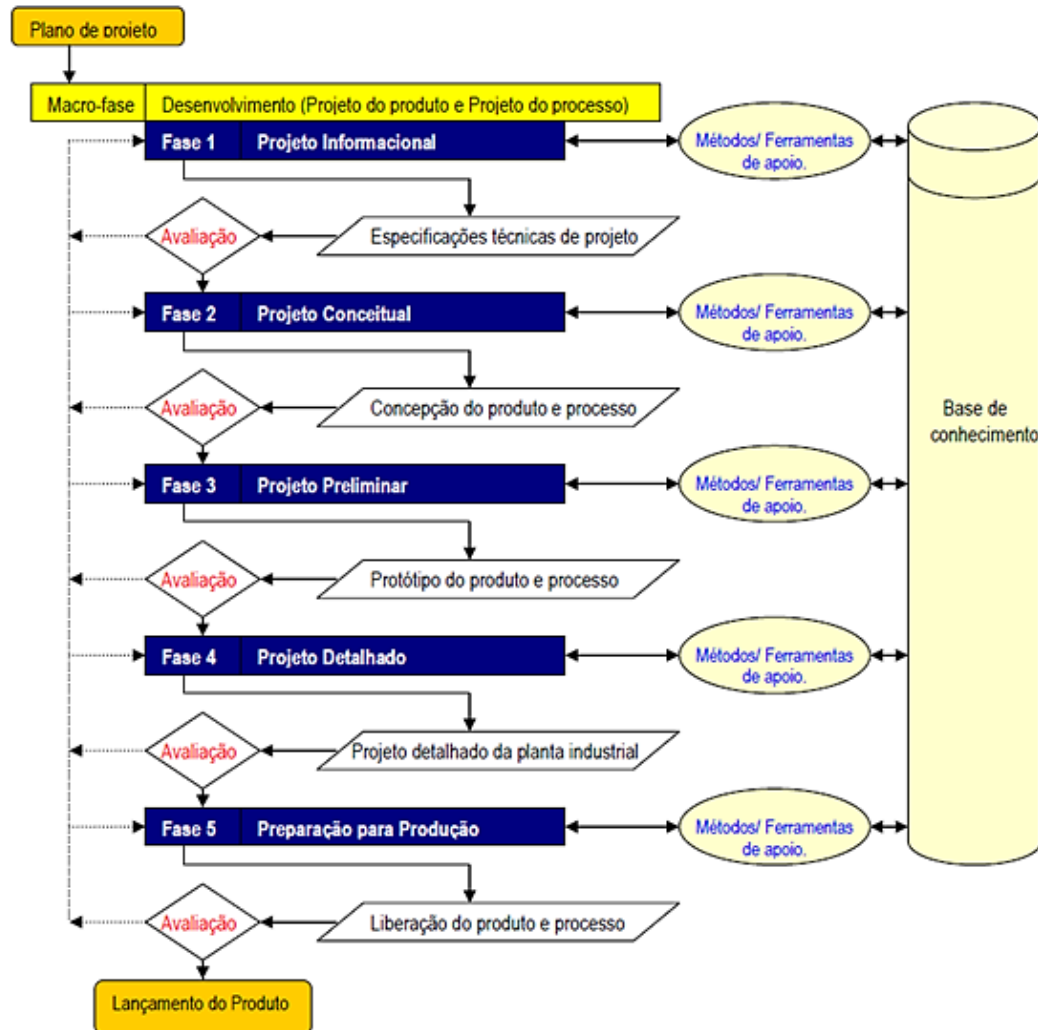 Plano de projeto
Macro-fase Desenvolvimento (Projeto do produto e Projeto do processo)
Fase 1 Projeto Informacional
Métodos/ Ferramentas
de apoio.
Avaliação
Especificações técnicas de projeto
Fase 2 Projeto Conceitual
Métodos/ Ferramentas
de apoio.
Avaliação
Concepção do produto e processo
Base de
conhecimento
Fase 3 Projeto Preliminar
Métodos/ Ferramentas
de apoio.
Avaliação
Protótipo do produto e processo
Fase 4 Projeto Detalhado
Métodos/ Ferramentas
de apoio.
Avaliação
Projeto detalhado da planta industrial
Fase 5 Preparação para Produção
Métodos/ Ferramentas
de apoio.
Avaliação
Liberação do produto e processo
Lançamento do Produto